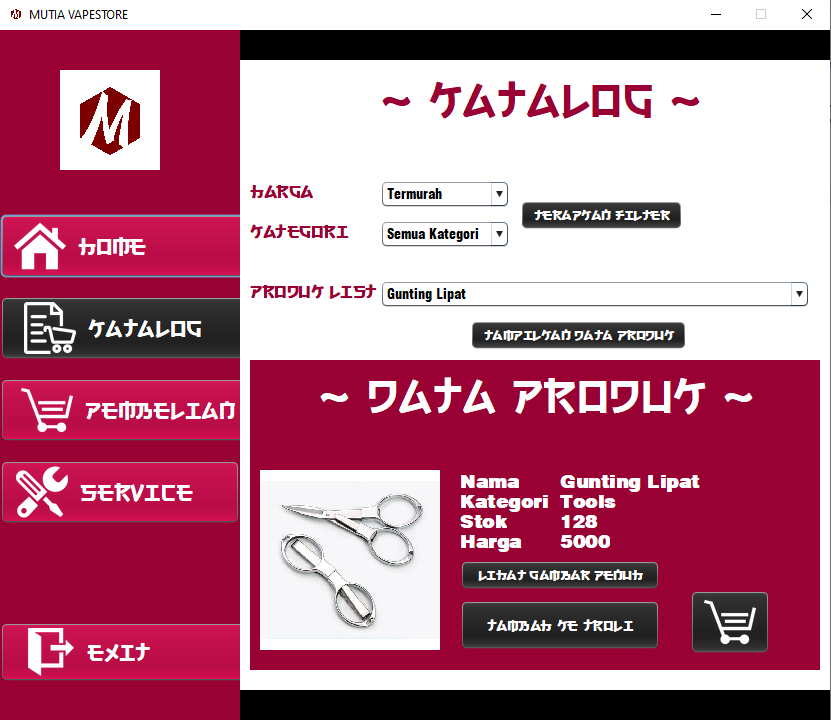 MUTIA VAPESTORE
M
HOME
KATALOG
PEMBELIAN
SERVICE
EXIT
~ KATALOG ~
HARGA Termurah
TERAPKAN FILTER
KATEGORI Semua Kategori
PRODUK LIST Gunting Lipat
TAMPILKAN DATA PRODUK
~ DATA PRODUK ~
Nama Gunting Lipat
Kategori Tools
Stok 128
Harga 5000
LIHAT GAMBAR PENUH
TAMBAH KE TROLI